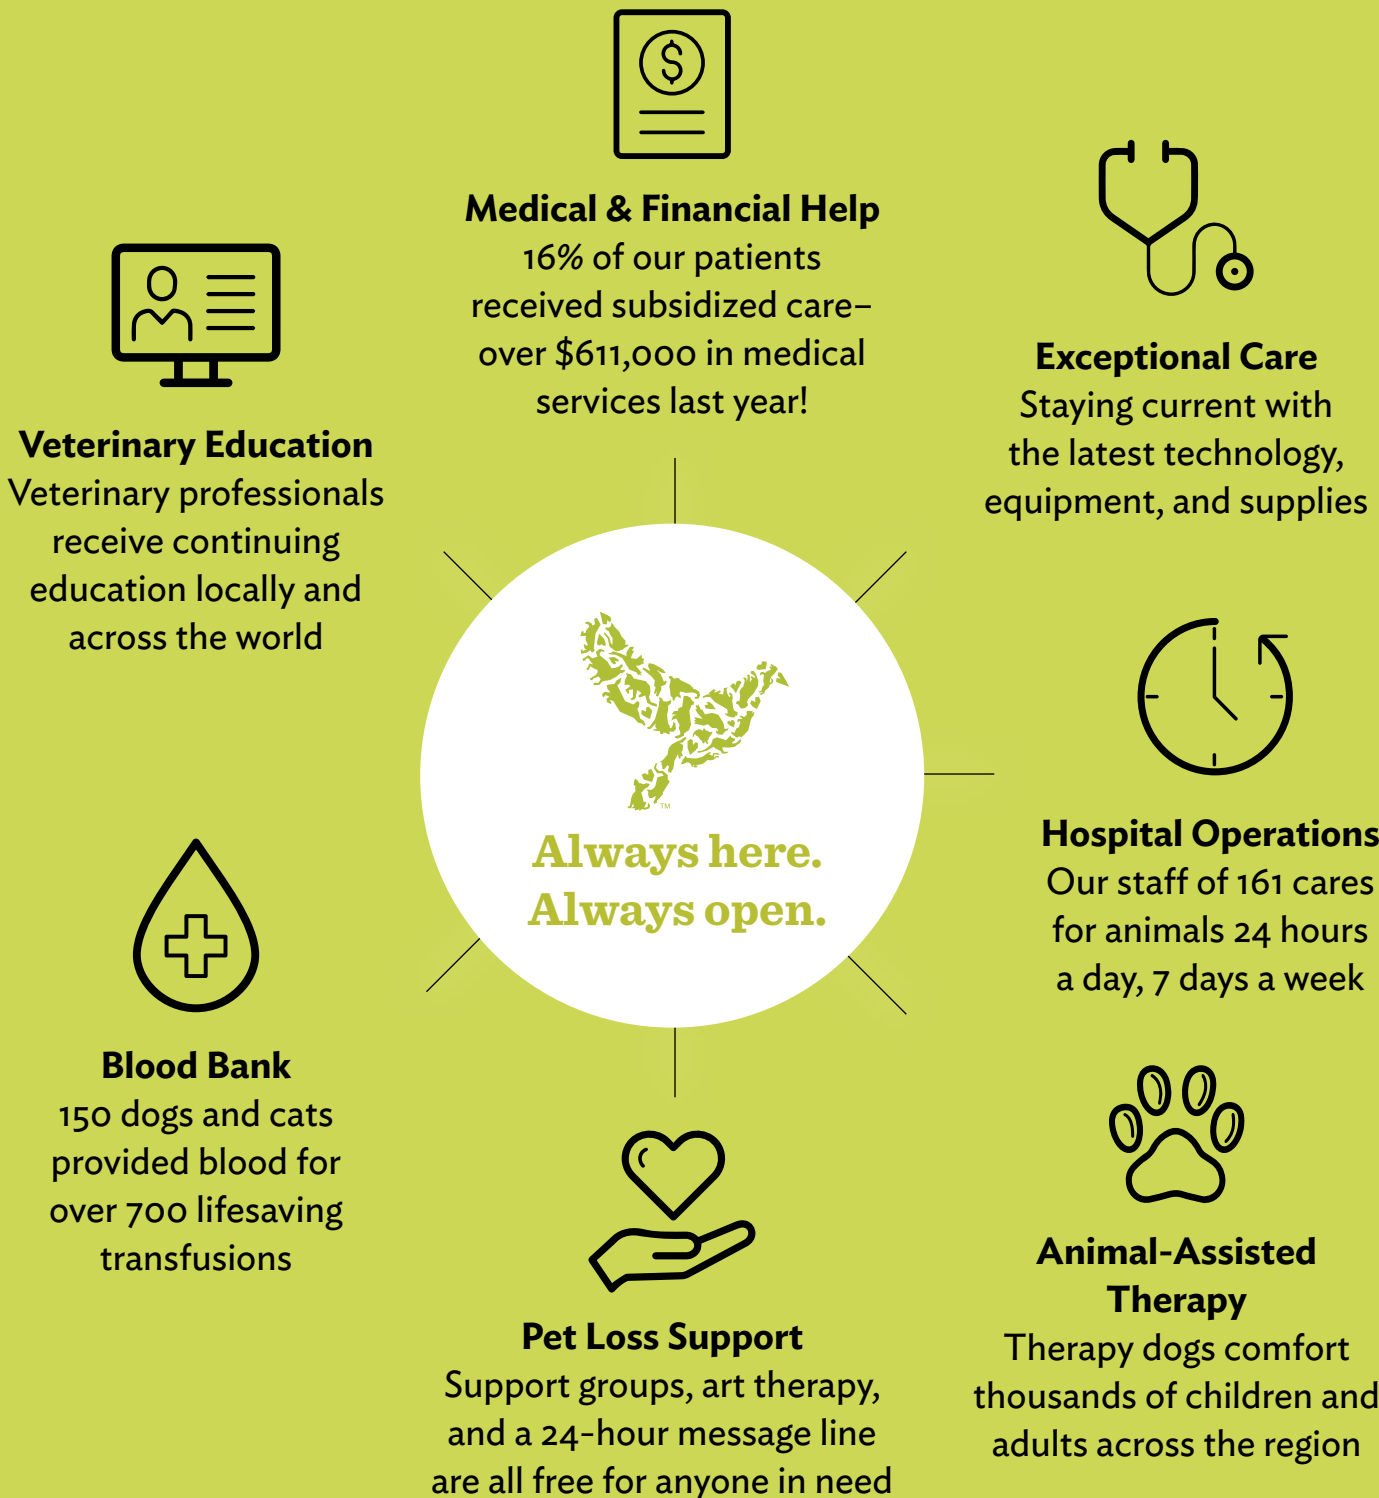 $
Medical & Financial Help
16% of our patients
received subsidized care–
over $611,000 in medical
services last year!
Exceptional Care
Staying current with
the latest technology,
equipment, and supplies
Veterinary Education
Veterinary professionals
receive continuing
education locally and
across the world
TM
Always here.
Always open.
Hospital Operations
Our staff of 161 cares
for animals 24 hours
a day, 7 days a week
Blood Bank
150 dogs and cats
provided blood for
over 700 lifesaving
transfusions
Pet Loss Support
Support groups, art therapy,
and a 24-hour message line
are all free for anyone in need
Animal-Assisted
Therapy
Therapy dogs comfort
thousands of children and
adults across the region